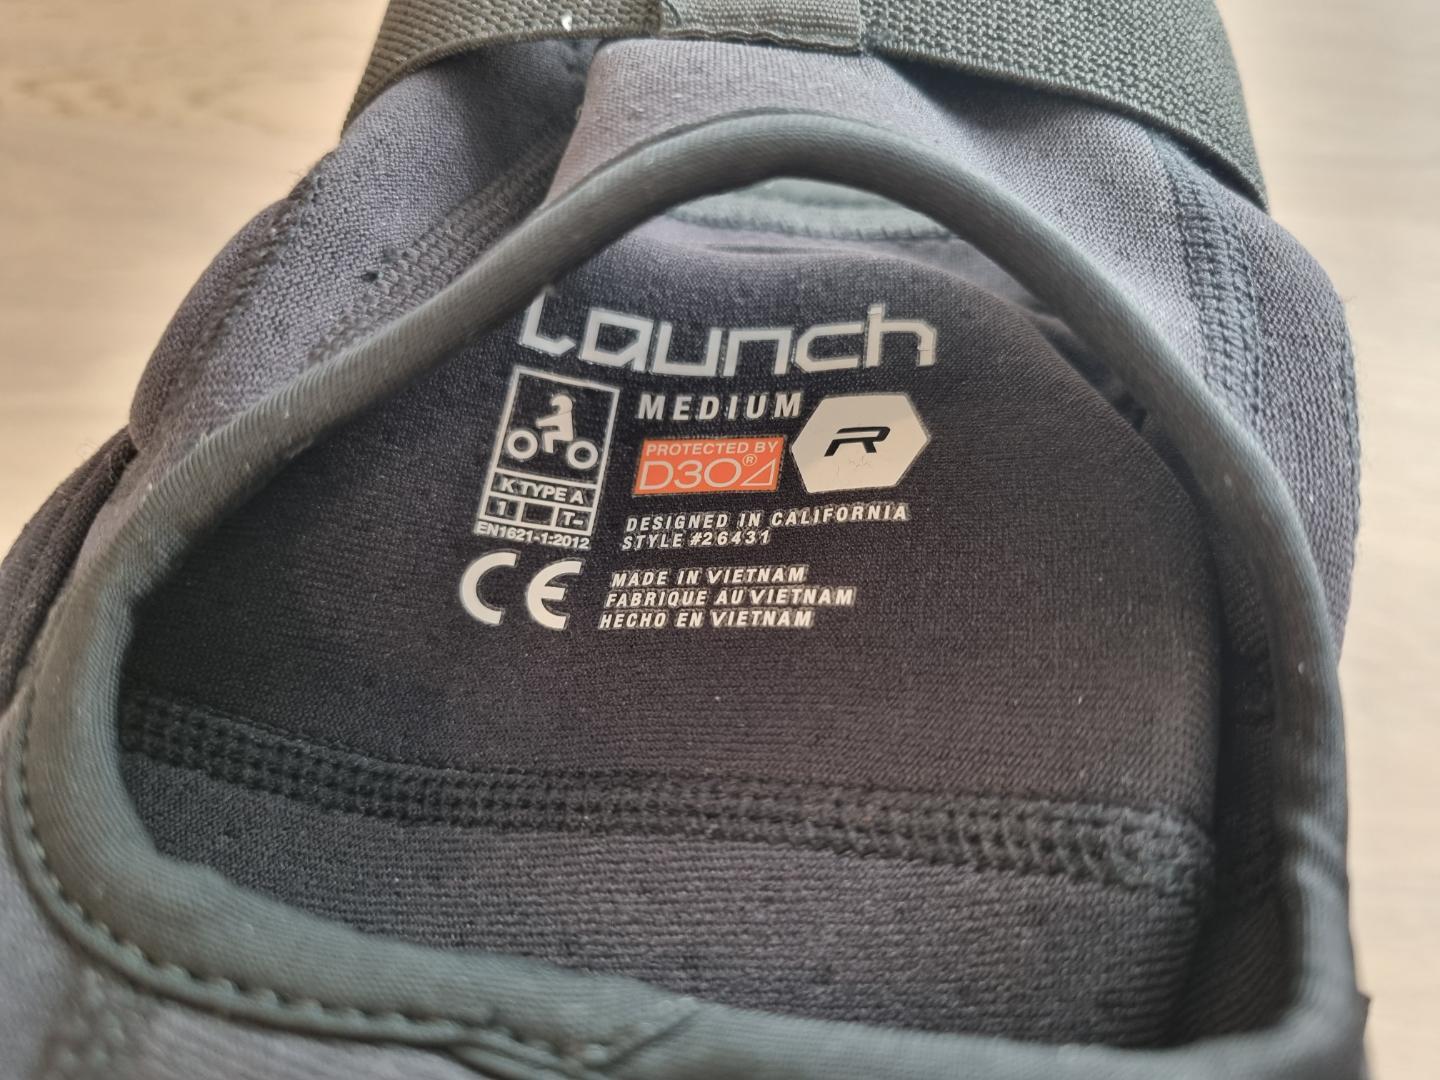 Launch
MEDIUM
PROTECTED BY
D3O®
K TYPE A
1 T-
EN1621-1:2012
DESIGNED IN CALIFORNIA
STYLE #26431
CE
MADE IN VIETNAM
FABRIQUE AU VIETNAM
HECHO EN VIETNAM